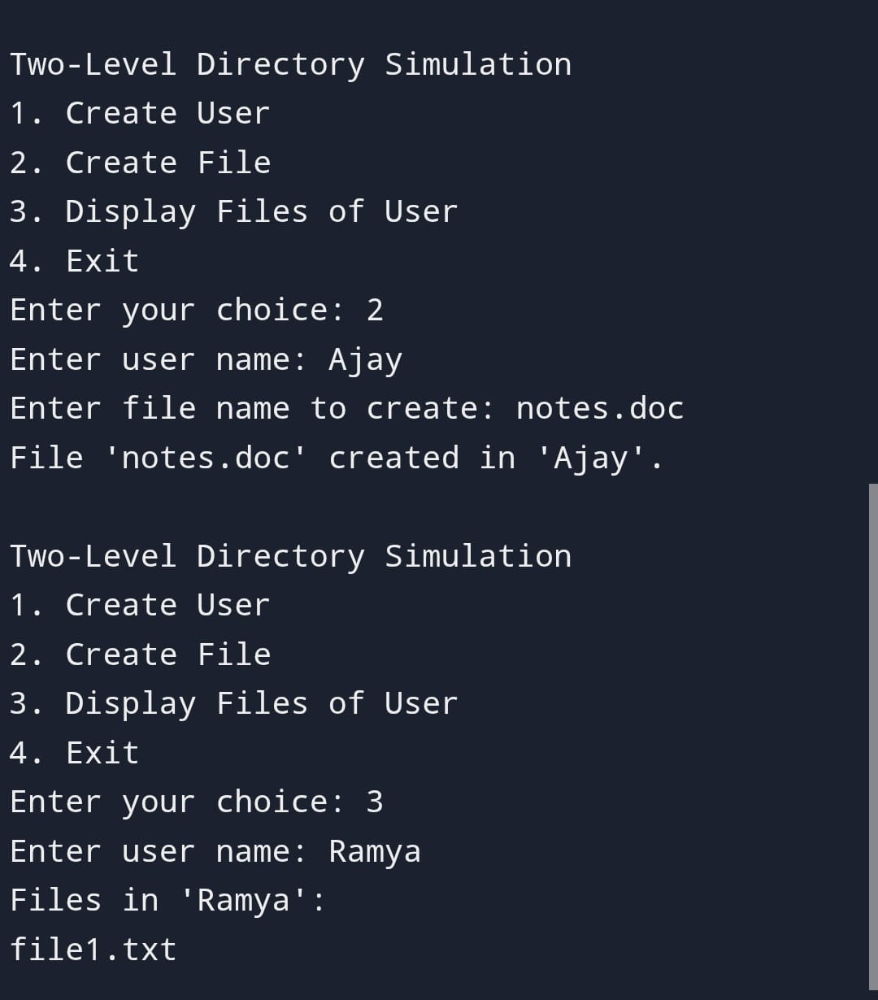 Two-Level Directory Simulation
1. Create User
2. Create File
3. Display Files of User
4. Exit
Enter your choice: 2
Enter user name: Ajay
Enter file name to create: notes.doc
File 'notes.doc' created in 'Ajay'.
Two-Level Directory Simulation
1. Create User
2. Create File
3. Display Files of User
4. Exit
Enter your choice: 3
Enter user name: Ramya
Files in 'Ramya':
file1.txt